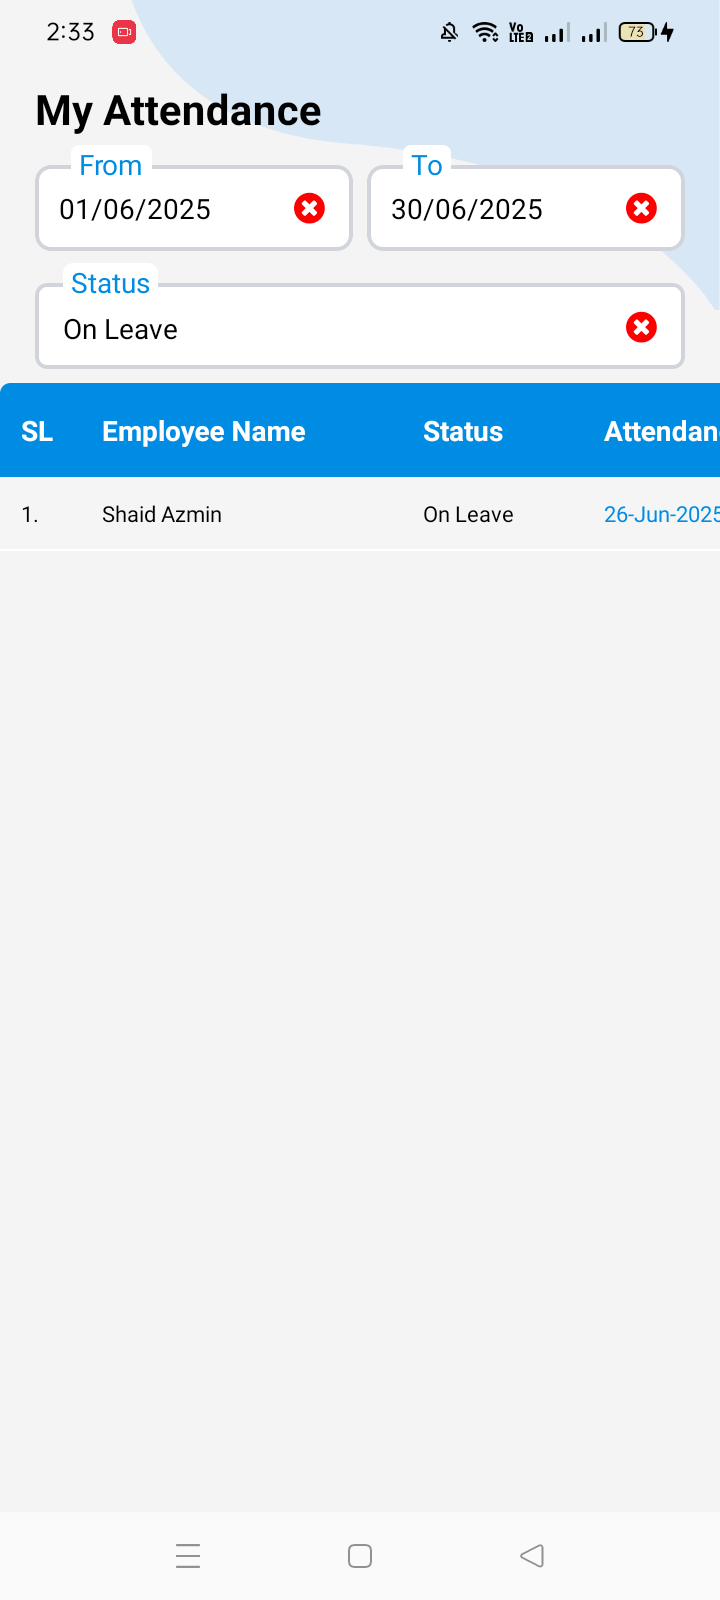 2:33 Vo LTE2 73
My Attendance
From To
01/06/2025 30/06/2025
Status
On Leave
SL Employee Name Status Attendan
1. Shaid Azmin On Leave 26-Jun-2025